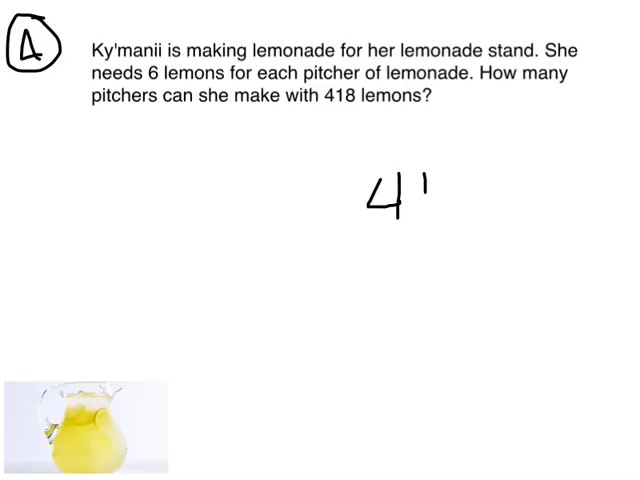 4
Ky'manii is making lemonade for her lemonade stand. She
needs 6 lemons for each pitcher of lemonade. How many
pitchers can she make with 418 lemons?
4'